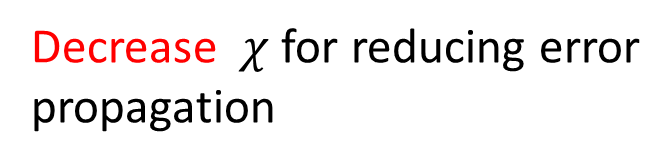 Decrease 𝜒 for reducing error
propagation